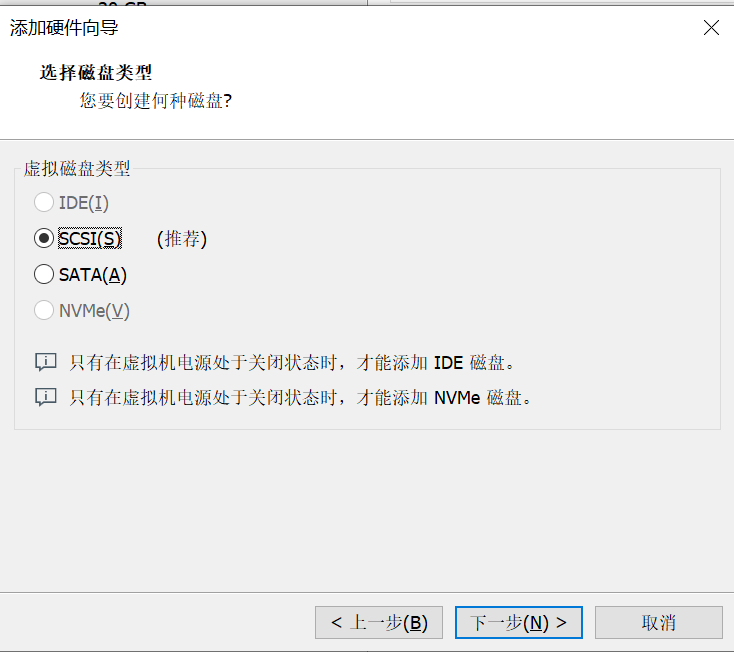 添加硬件向导
选择磁盘类型
您要创建何种磁盘?
虚拟磁盘类型
IDE(I)
SCSI(S) (推荐)
SATA(A)
NVMe(V)
只有在虚拟机电源处于关闭状态时，才能添加 IDE 磁盘。
只有在虚拟机电源处于关闭状态时，才能添加 NVMe 磁盘。
< 上一步(B) 下一步(N) > 取消